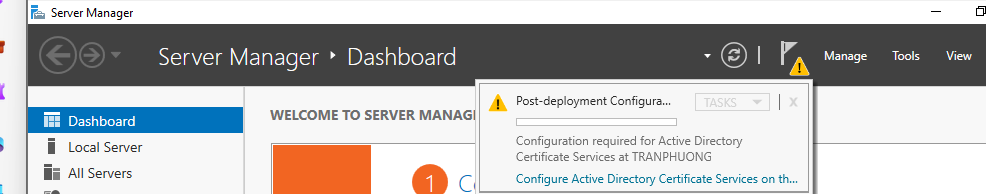 Server Manager
Server Manager ‣ Dashboard
Manage Tools View
Post-deployment Configura... TASKS X
Dashboard
WELCOME TO SERVER MANAG
Local Server
Configuration required for Active Directory
Certificate Services at TRANPHUONG
All Servers
1
Configure Active Directory Certificate Services on th...